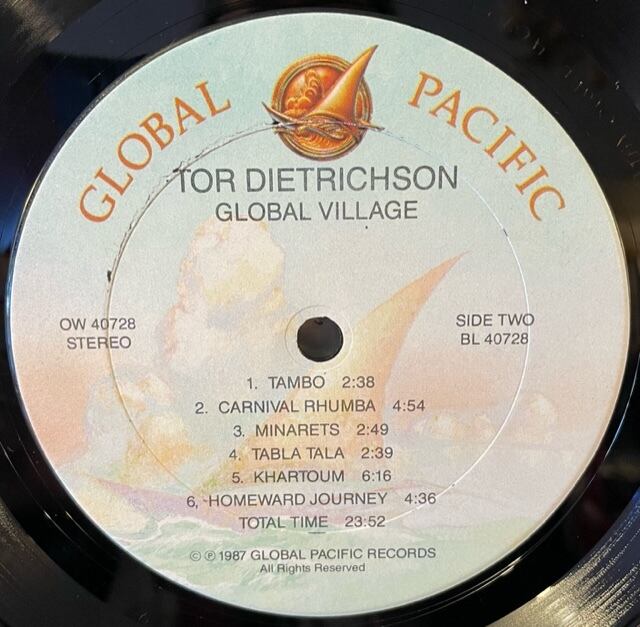 GLOBAL PACIFIC
TOR DIETRICHSON
GLOBAL VILLAGE
OW 40728
STEREO
SIDE TWO
BL 40728
1. TAMBO 2:38
2. CARNIVAL RHUMBA 4:54
3. MINARETS 2:49
4. TABLA TALA 2:39
5. KHARTOUM 6:16
6, HOMEWARD JOURNEY 4:36
TOTAL TIME 23:52
© ℗ 1987 GLOBAL PACIFIC RECORDS
All Rights Reserved